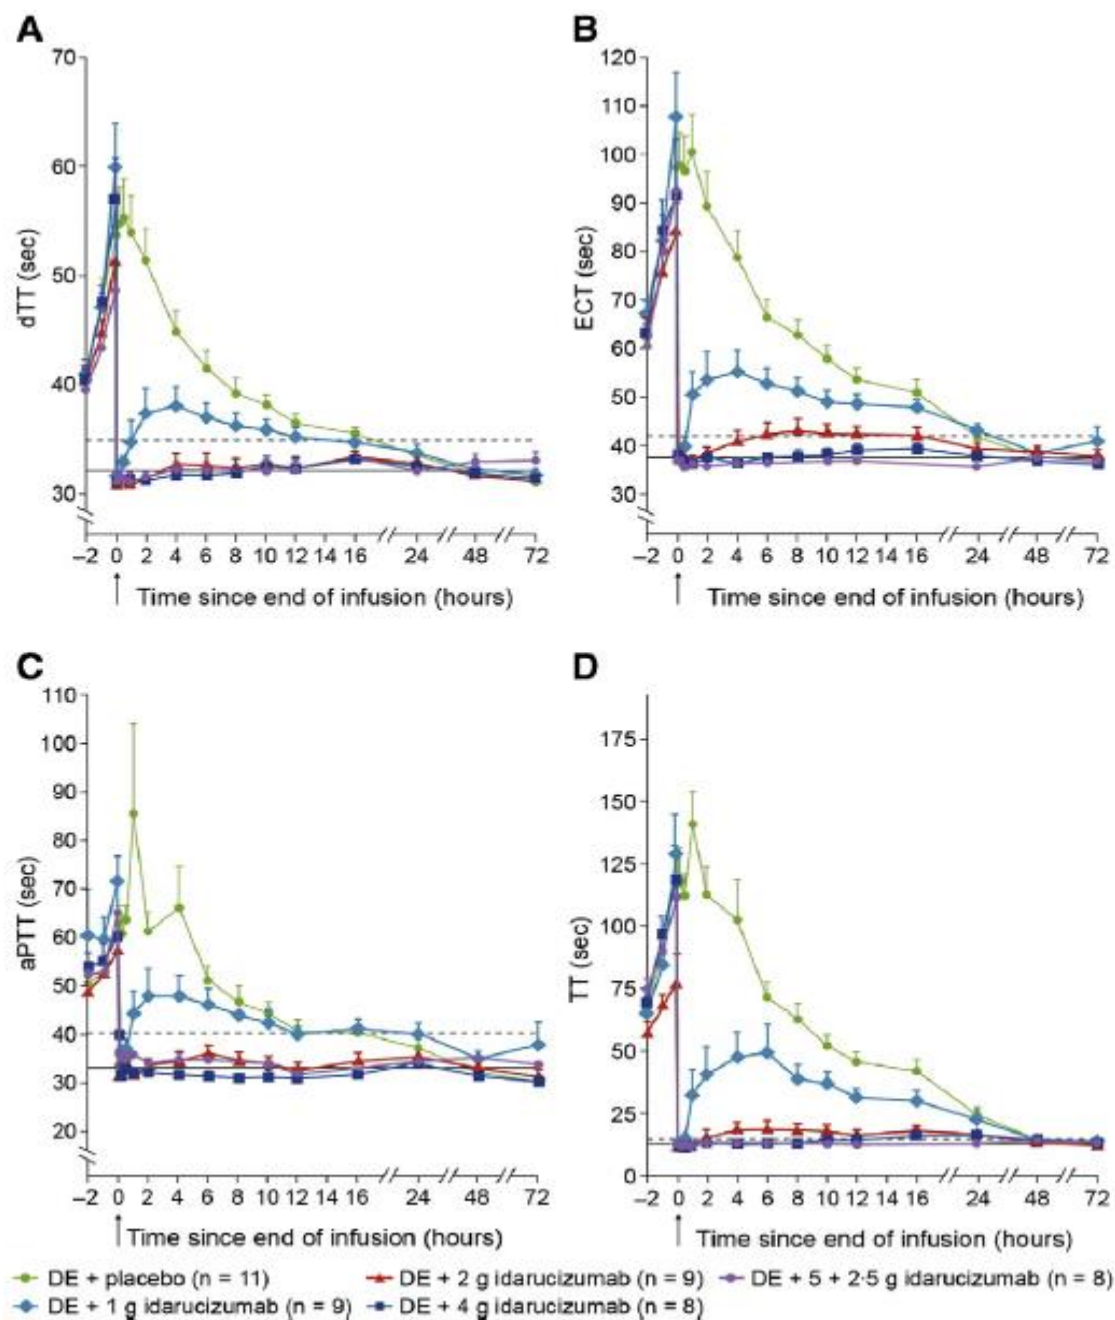 A
70
60
50
40
30
dTT (sec)
–2 0 2 4 6 8 10 12 14 16 24 48 72
Time since end of infusion (hours)
B
120
110
100
90
80
70
60
50
40
30
ECT (sec)
–2 0 2 4 6 8 10 12 14 16 24 48 72
Time since end of infusion (hours)
C
110
100
90
80
70
60
50
40
30
20
aPTT (sec)
–2 0 2 4 6 8 10 12 14 16 24 48 72
Time since end of infusion (hours)
D
175
150
125
100
75
50
25
0
TT (sec)
–2 0 2 4 6 8 10 12 14 16 24 48 72
Time since end of infusion (hours)
DE + placebo (n = 11) DE + 2 g idarucizumab (n = 9) DE + 5 + 2·5 g idarucizumab (n = 8)
DE + 1 g idarucizumab (n = 9) DE + 4 g idarucizumab (n = 8)